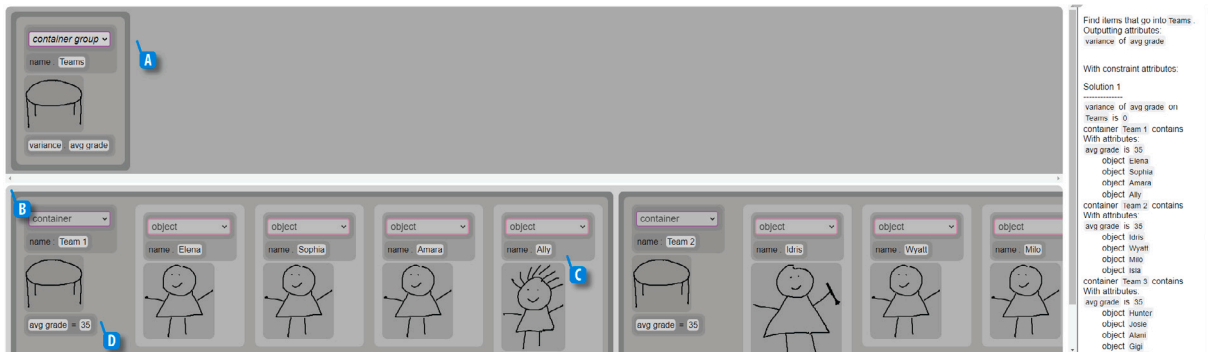 container group
name : Teams
A
variance avg grade
B
container
name : Team 1
avg grade = 35
D
object
name : Elena
object
name : Sophia
object
name : Amara
object
name : Ally
C
container
name : Team 2
avg grade = 35
object
name : Idris
object
name : Wyatt
object
name : Milo
Find items that go into Teams .
Outputting attributes:
variance of avg grade
With constraint attributes:
Solution 1
--------------
variance of avg grade on
Teams is 0
container Team 1 contains
With attributes:
avg grade is 35
object Elena
object Sophia
object Amara
object Ally
container Team 2 contains
With attributes:
avg grade is 35
object Idris
object Wyatt
object Milo
object Isla
container Team 3 contains
With attributes:
avg grade is 35
object Hunter
object Josie
object Alani
object Gigi